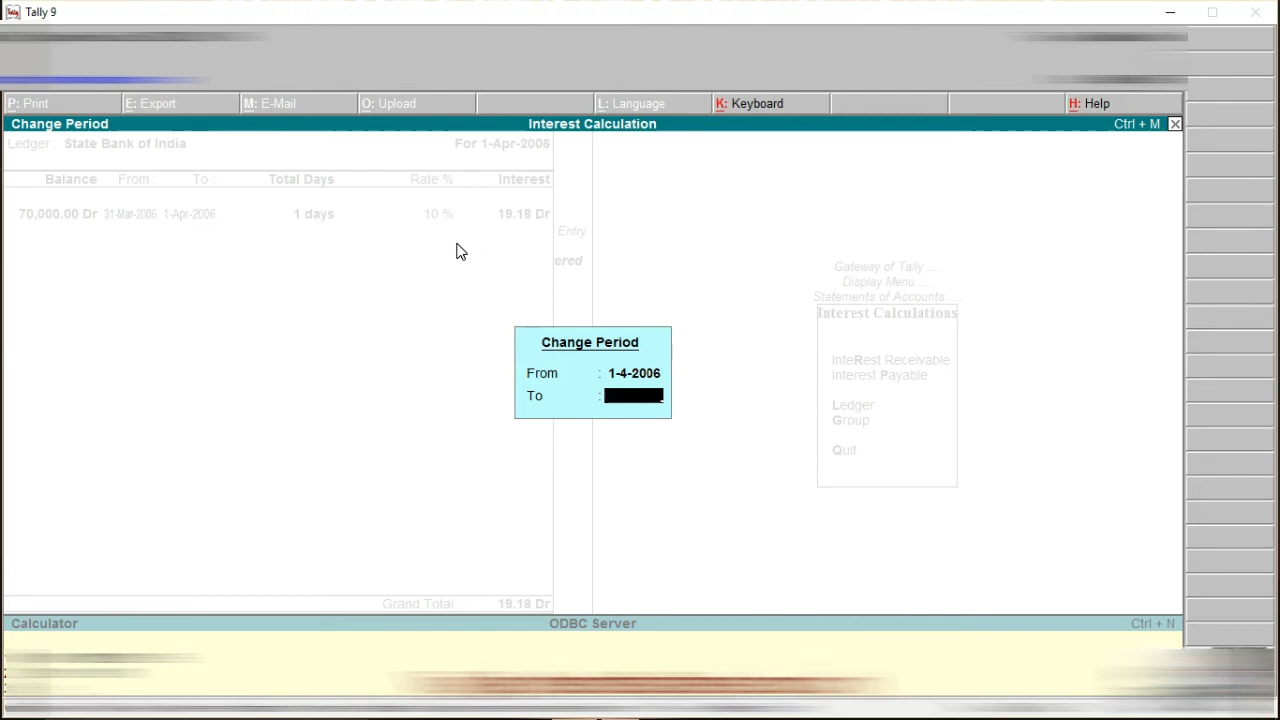 Tally 9
P: Print E: Export M: E-Mail O: Upload L: Language K: Keyboard H: Help
Change Period Interest Calculation Ctrl + M
Ledger : State Bank of India For 1-Apr-2006
Balance From : To : Total Days Rate % Interest
70,000.00 Dr 31-Mar-2006 1-Apr-2006 1 days 10 % 19.18 Dr
Entry
ered
Gateway of Tally ....
Display Menu ....
Statements of Accounts ....
Interest Calculations
InteRest Receivable
Interest Payable
Ledger
Group
Quit
Change Period
From : 1-4-2006
To :
Grand Total 19.18 Dr
Calculator ODBC Server Ctrl + N